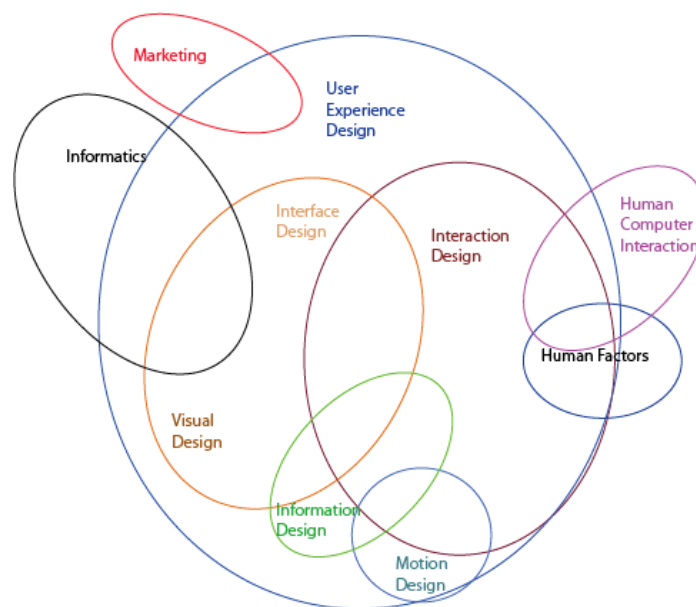 Marketing
User
Experience
Design
Informatics
Interface
Design
Interaction
Design
Human
Computer
Interaction
Human Factors
Visual
Design
Information
Design
Motion
Design